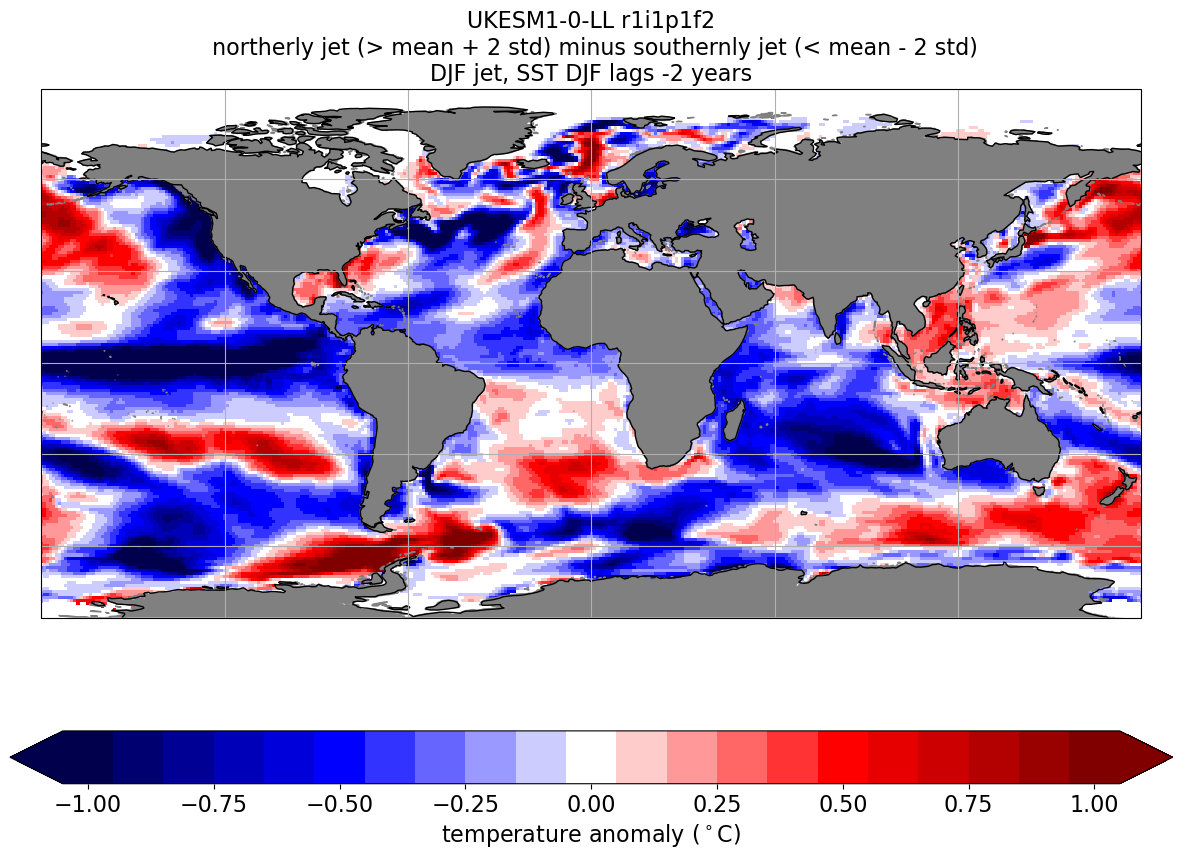 UKESM1-0-LL r1i1p1f2
northerly jet (> mean + 2 std) minus southernly jet (< mean - 2 std)
DJF jet, SST DJF lags -2 years
−1.00 −0.75 −0.50 −0.25 0.00 0.25 0.50 0.75 1.00
temperature anomaly (°C)